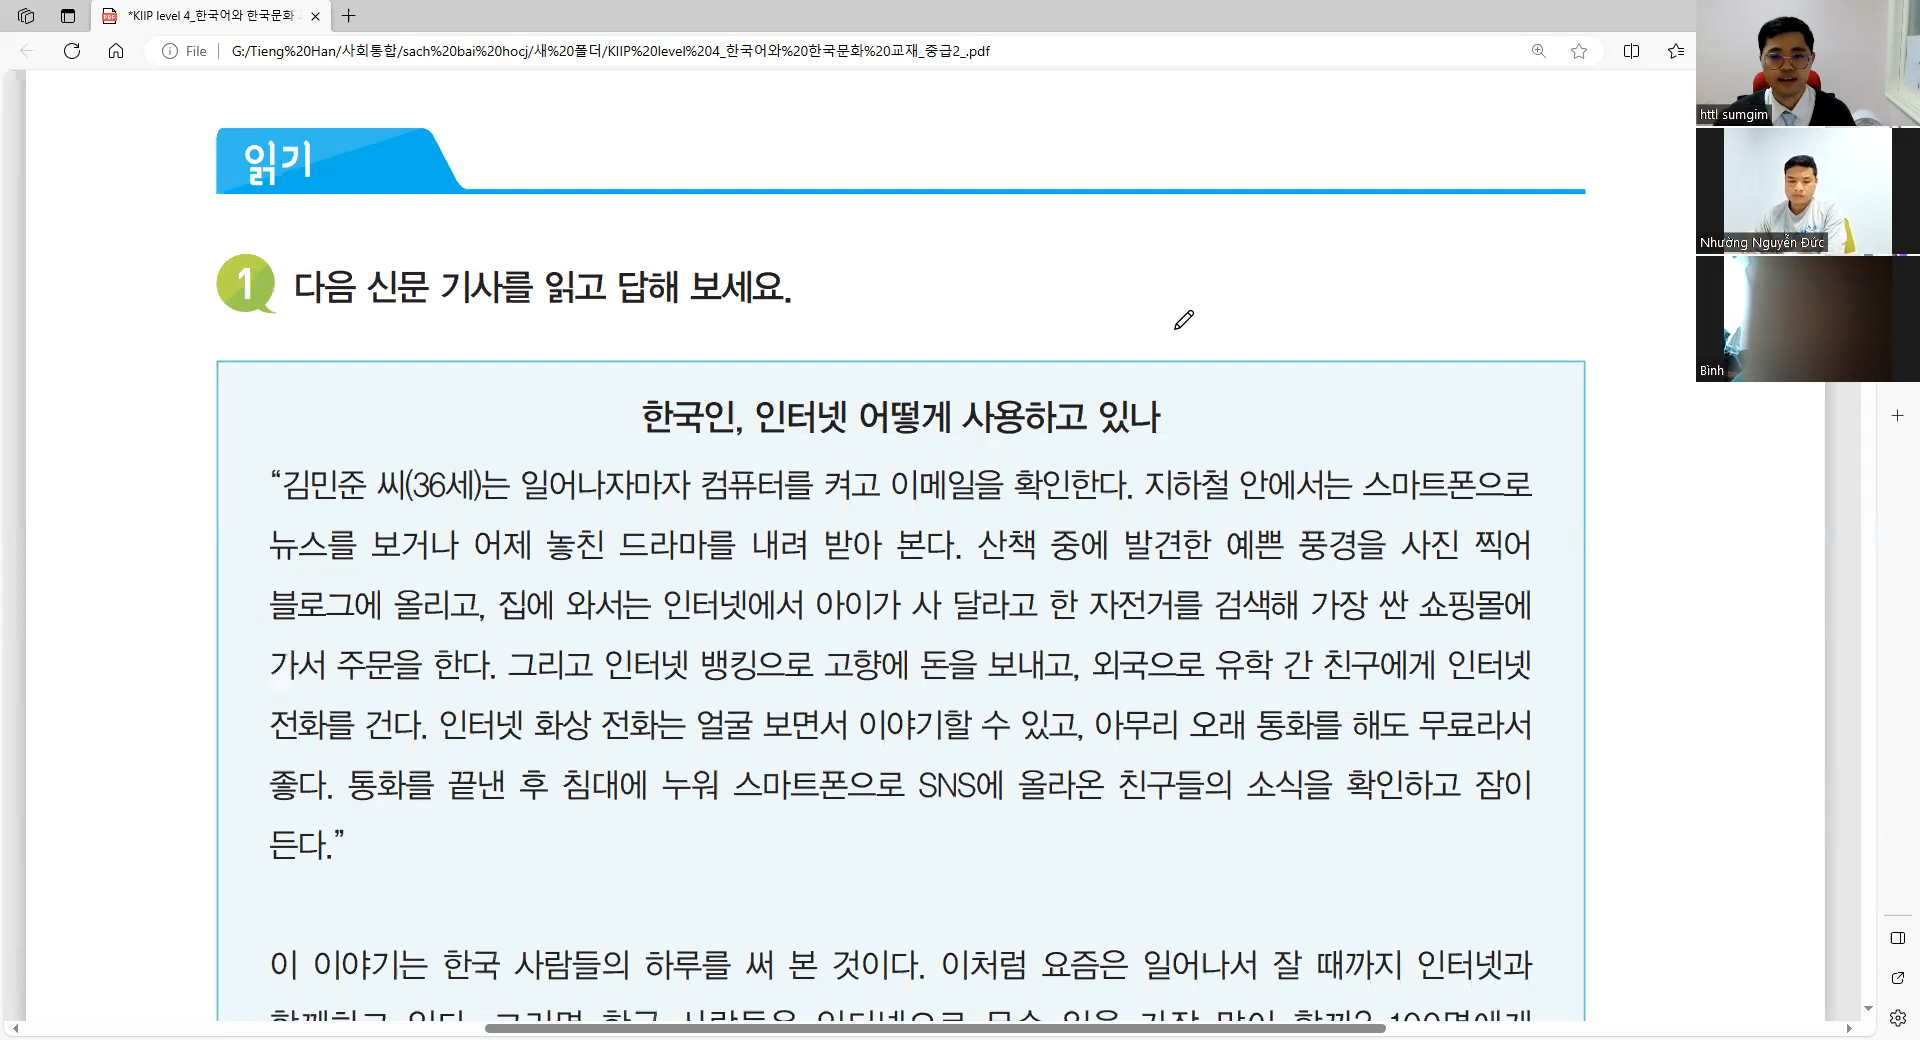 *KIIP level 4_한국어와 한국문화
File
G:/Tieng%20Han/사회통합/sach%20bai%20hocj/새%20폴더/KIIP%20level%204_한국어와%20한국문화%20교재_중급2_.pdf
httl sumgim
Nhường Nguyễn Đức
Bình
읽기
1 다음 신문 기사를 읽고 답해 보세요.
한국인, 인터넷 어떻게 사용하고 있나
“김민준 씨(36세)는 일어나자마자 컴퓨터를 켜고 이메일을 확인한다. 지하철 안에서는 스마트폰으로
뉴스를 보거나 어제 놓친 드라마를 내려 받아 본다. 산책 중에 발견한 예쁜 풍경을 사진 찍어
블로그에 올리고, 집에 와서는 인터넷에서 아이가 사 달라고 한 자전거를 검색해 가장 싼 쇼핑몰에
가서 주문을 한다. 그리고 인터넷 뱅킹으로 고향에 돈을 보내고, 외국으로 유학 간 친구에게 인터넷
전화를 건다. 인터넷 화상 전화는 얼굴 보면서 이야기할 수 있고, 아무리 오래 통화를 해도 무료라서
좋다. 통화를 끝낸 후 침대에 누워 스마트폰으로 SNS에 올라온 친구들의 소식을 확인하고 잠이
든다.”
이 이야기는 한국 사람들의 하루를 써 본 것이다. 이처럼 요즘은 일어나서 잘 때까지 인터넷과